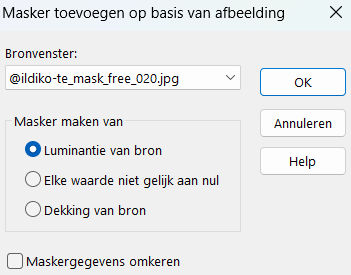 Masker toevoegen op basis van afbeelding
Bronvenster:
@ildiko-te_mask_free_020.jpg
OK
Annuleren
Help
Masker maken van
Luminantie van bron
Elke waarde niet gelijk aan nul
Dekking van bron
Maskergegevens omkeren